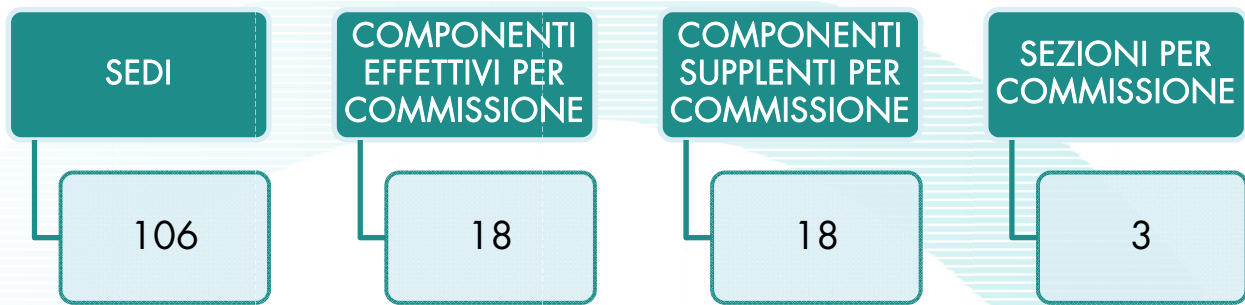 SEDI
106
COMPONENTI
EFFETTIVI PER
COMMISSIONE
18
COMPONENTI
SUPPLENTI PER
COMMISSIONE
18
SEZIONI PER
COMMISSIONE
3